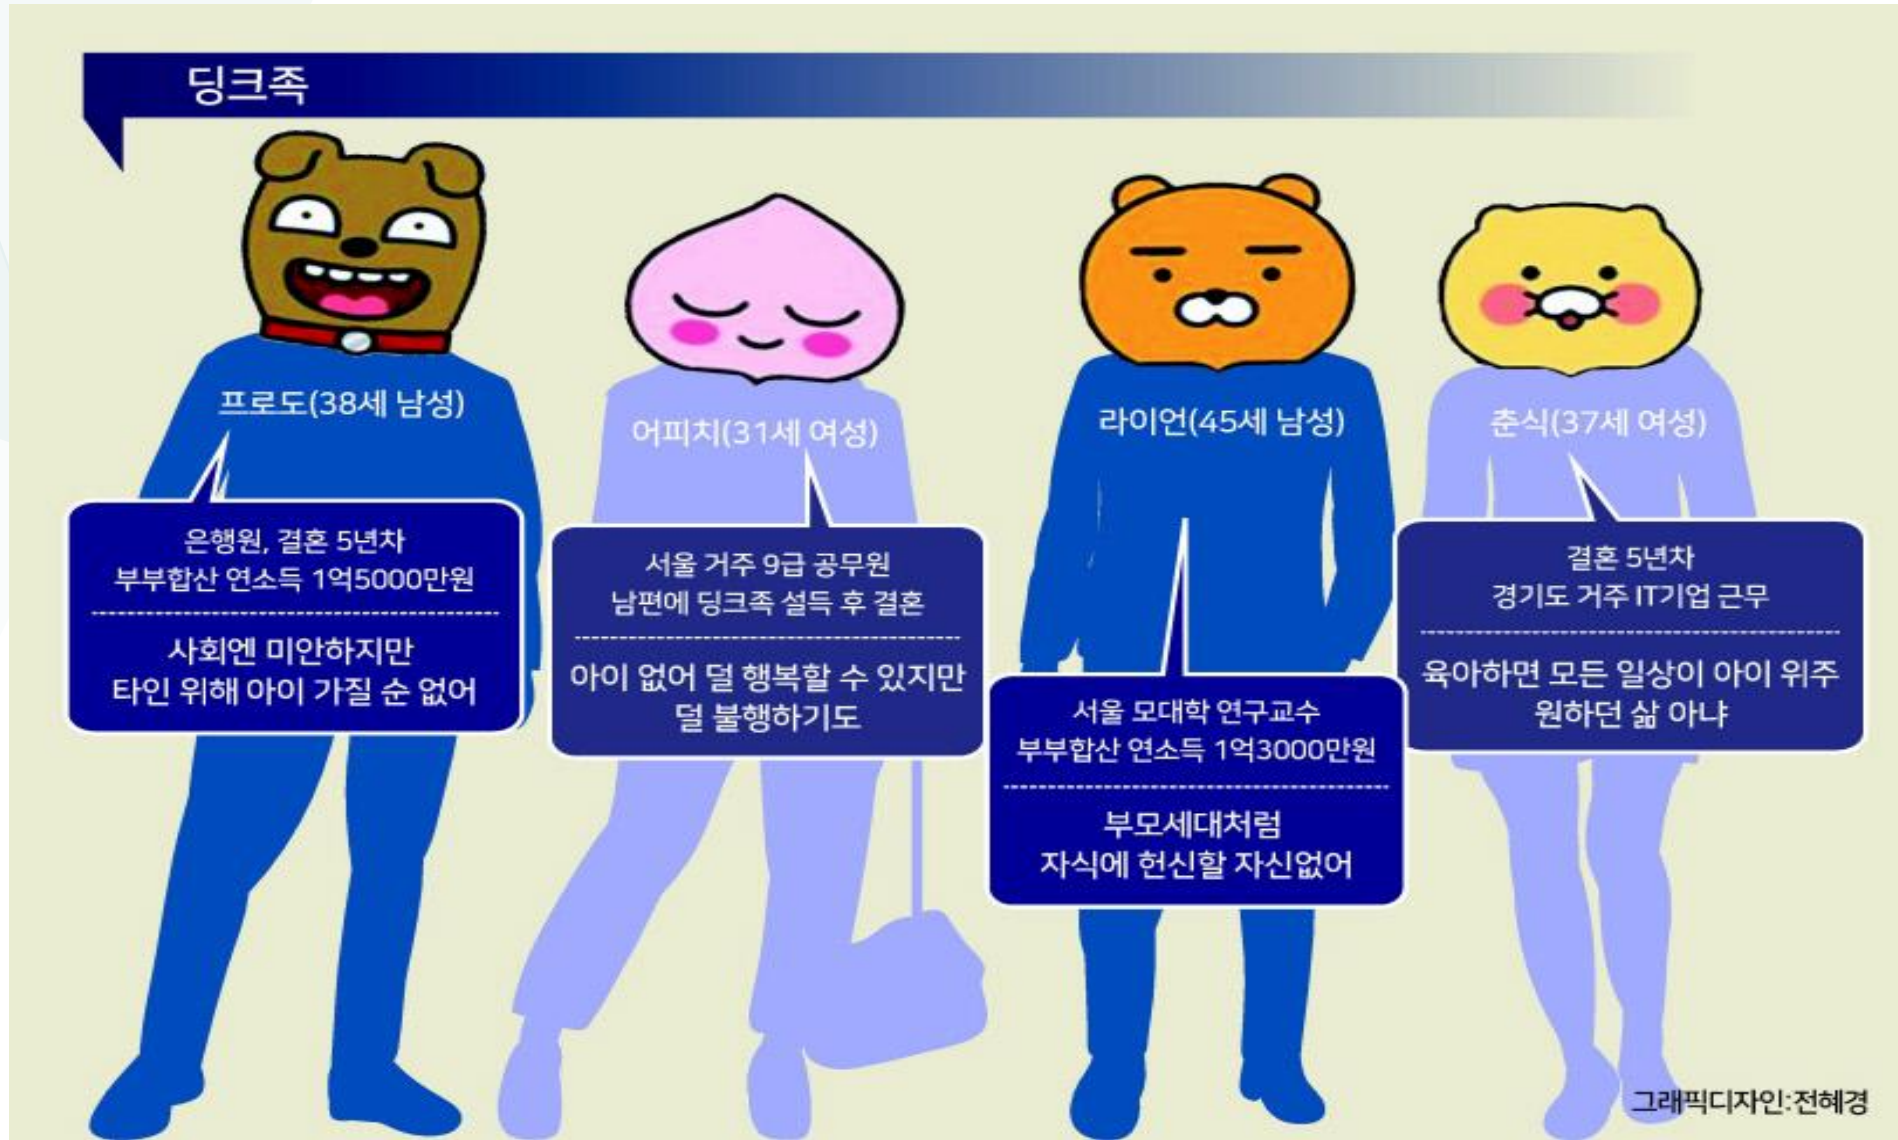 딩크족
프로도(38세 남성)
은행원, 결혼 5년차
부부합산 연소득 1억5000만원
사회엔 미안하지만
타인 위해 아이 가질 순 없어
어피치(31세 여성)
서울 거주 9급 공무원
남편에 딩크족 설득 후 결혼
아이 없어 덜 행복할 수 있지만
덜 불행하기도
라이언(45세 남성)
서울 모대학 연구교수
부부합산 연소득 1억3000만원
부모세대처럼
자식에 헌신할 자신없어
춘식(37세 여성)
결혼 5년차
경기도 거주 IT기업 근무
육아하면 모든 일상이 아이 위주
원하던 삶 아냐
그래픽디자인:전혜경